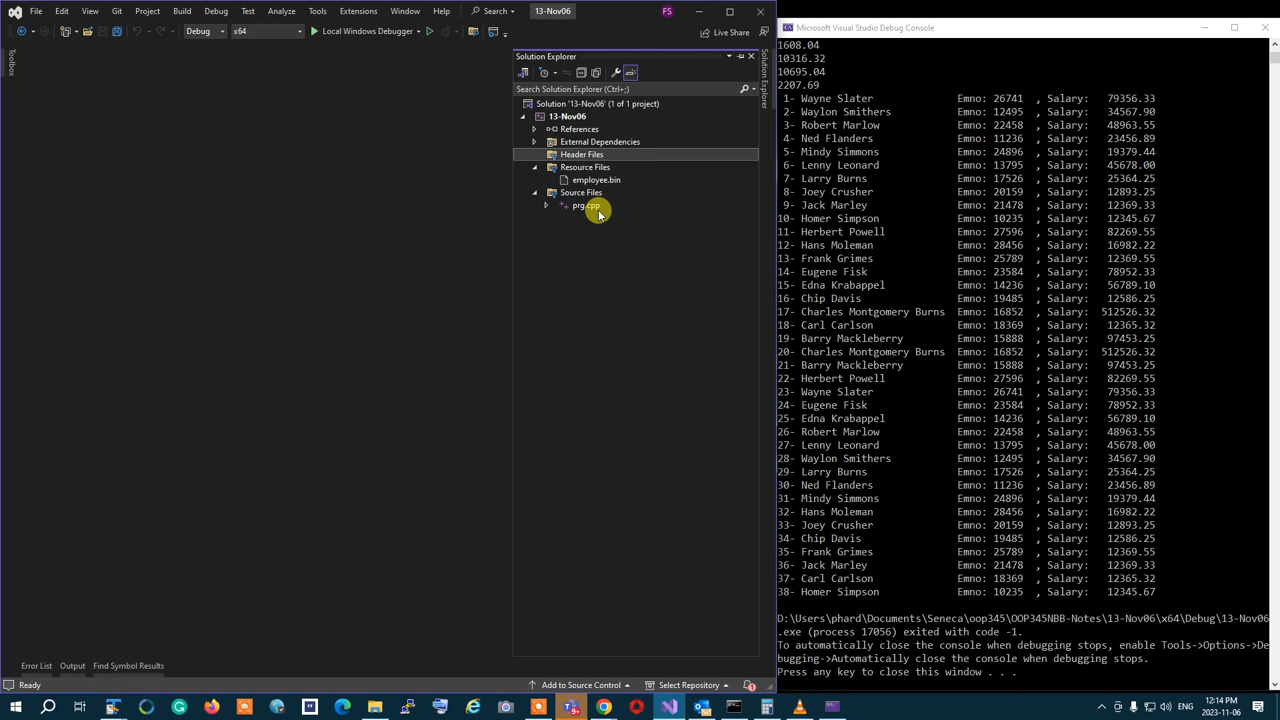 File Edit View Git Project Build Debug Test Analyze Tools Extensions Window Help Search 13-Nov06 FS
Debug x64 Local Windows Debugger Live Share
Toolbox
Solution Explorer
Solution Explorer
Search Solution Explorer (Ctrl+;)
Solution '13-Nov06' (1 of 1 project)
13-Nov06
References
External Dependencies
Header Files
Resource Files
employee.bin
Source Files
prg.cpp
Error List Output Find Symbol Results
Ready Add to Source Control Select Repository
Microsoft Visual Studio Debug Console
1608.04
10316.32
10695.04
2207.69
1- Wayne Slater Emno: 26741 , Salary: 79356.33
2- Waylon Smithers Emno: 12495 , Salary: 34567.90
3- Robert Marlow Emno: 22458 , Salary: 48963.55
4- Ned Flanders Emno: 11236 , Salary: 23456.89
5- Mindy Simmons Emno: 24896 , Salary: 19379.44
6- Lenny Leonard Emno: 13795 , Salary: 45678.00
7- Larry Burns Emno: 17526 , Salary: 25364.25
8- Joey Crusher Emno: 20159 , Salary: 12893.25
9- Jack Marley Emno: 21478 , Salary: 12369.33
10- Homer Simpson Emno: 10235 , Salary: 12345.67
11- Herbert Powell Emno: 27596 , Salary: 82269.55
12- Hans Moleman Emno: 28456 , Salary: 16982.22
13- Frank Grimes Emno: 25789 , Salary: 12369.55
14- Eugene Fisk Emno: 23584 , Salary: 78952.33
15- Edna Krabappel Emno: 14236 , Salary: 56789.10
16- Chip Davis Emno: 19485 , Salary: 12586.25
17- Charles Montgomery Burns Emno: 16852 , Salary: 512526.32
18- Carl Carlson Emno: 18369 , Salary: 12365.32
19- Barry Mackleberry Emno: 15888 , Salary: 97453.25
20- Charles Montgomery Burns Emno: 16852 , Salary: 512526.32
21- Barry Mackleberry Emno: 15888 , Salary: 97453.25
22- Herbert Powell Emno: 27596 , Salary: 82269.55
23- Wayne Slater Emno: 26741 , Salary: 79356.33
24- Eugene Fisk Emno: 23584 , Salary: 78952.33
25- Edna Krabappel Emno: 14236 , Salary: 56789.10
26- Robert Marlow Emno: 22458 , Salary: 48963.55
27- Lenny Leonard Emno: 13795 , Salary: 45678.00
28- Waylon Smithers Emno: 12495 , Salary: 34567.90
29- Larry Burns Emno: 17526 , Salary: 25364.25
30- Ned Flanders Emno: 11236 , Salary: 23456.89
31- Mindy Simmons Emno: 24896 , Salary: 19379.44
32- Hans Moleman Emno: 28456 , Salary: 16982.22
33- Joey Crusher Emno: 20159 , Salary: 12893.25
34- Chip Davis Emno: 19485 , Salary: 12586.25
35- Frank Grimes Emno: 25789 , Salary: 12369.55
36- Jack Marley Emno: 21478 , Salary: 12369.33
37- Carl Carlson Emno: 18369 , Salary: 12365.32
38- Homer Simpson Emno: 10235 , Salary: 12345.67
D:\Users\phard\Documents\Seneca\oop345\OOP345NBB-Notes\13-Nov06\x64\Debug\13-Nov06
.exe (process 17056) exited with code -1.
To automatically close the console when debugging stops, enable Tools->Options->De
bugging->Automatically close the console when debugging stops.
Press any key to close this window . . .
ENG 12:14 PM
2023-11-06